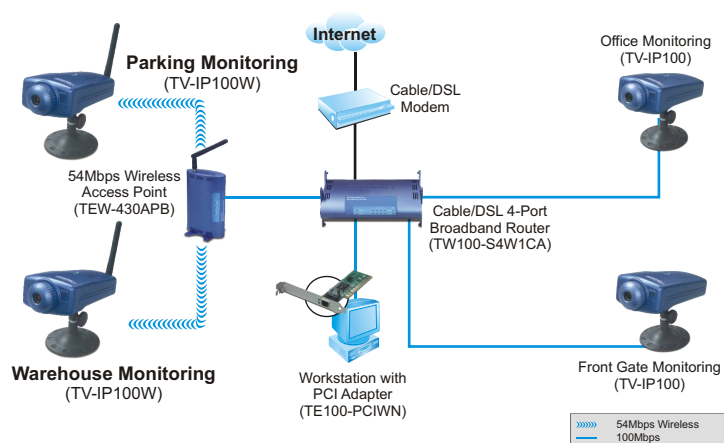 Internet
Parking Monitoring
(TV-IP100W)
Cable/DSL
Modem
Office Monitoring
(TV-IP100)
54Mbps Wireless
Access Point
(TEW-430APB)
Cable/DSL 4-Port
Broadband Router
(TW100-S4W1CA)
Warehouse Monitoring
(TV-IP100W)
Workstation with
PCI Adapter
(TE100-PCIWN)
Front Gate Monitoring
(TV-IP100)
54Mbps Wireless
100Mbps